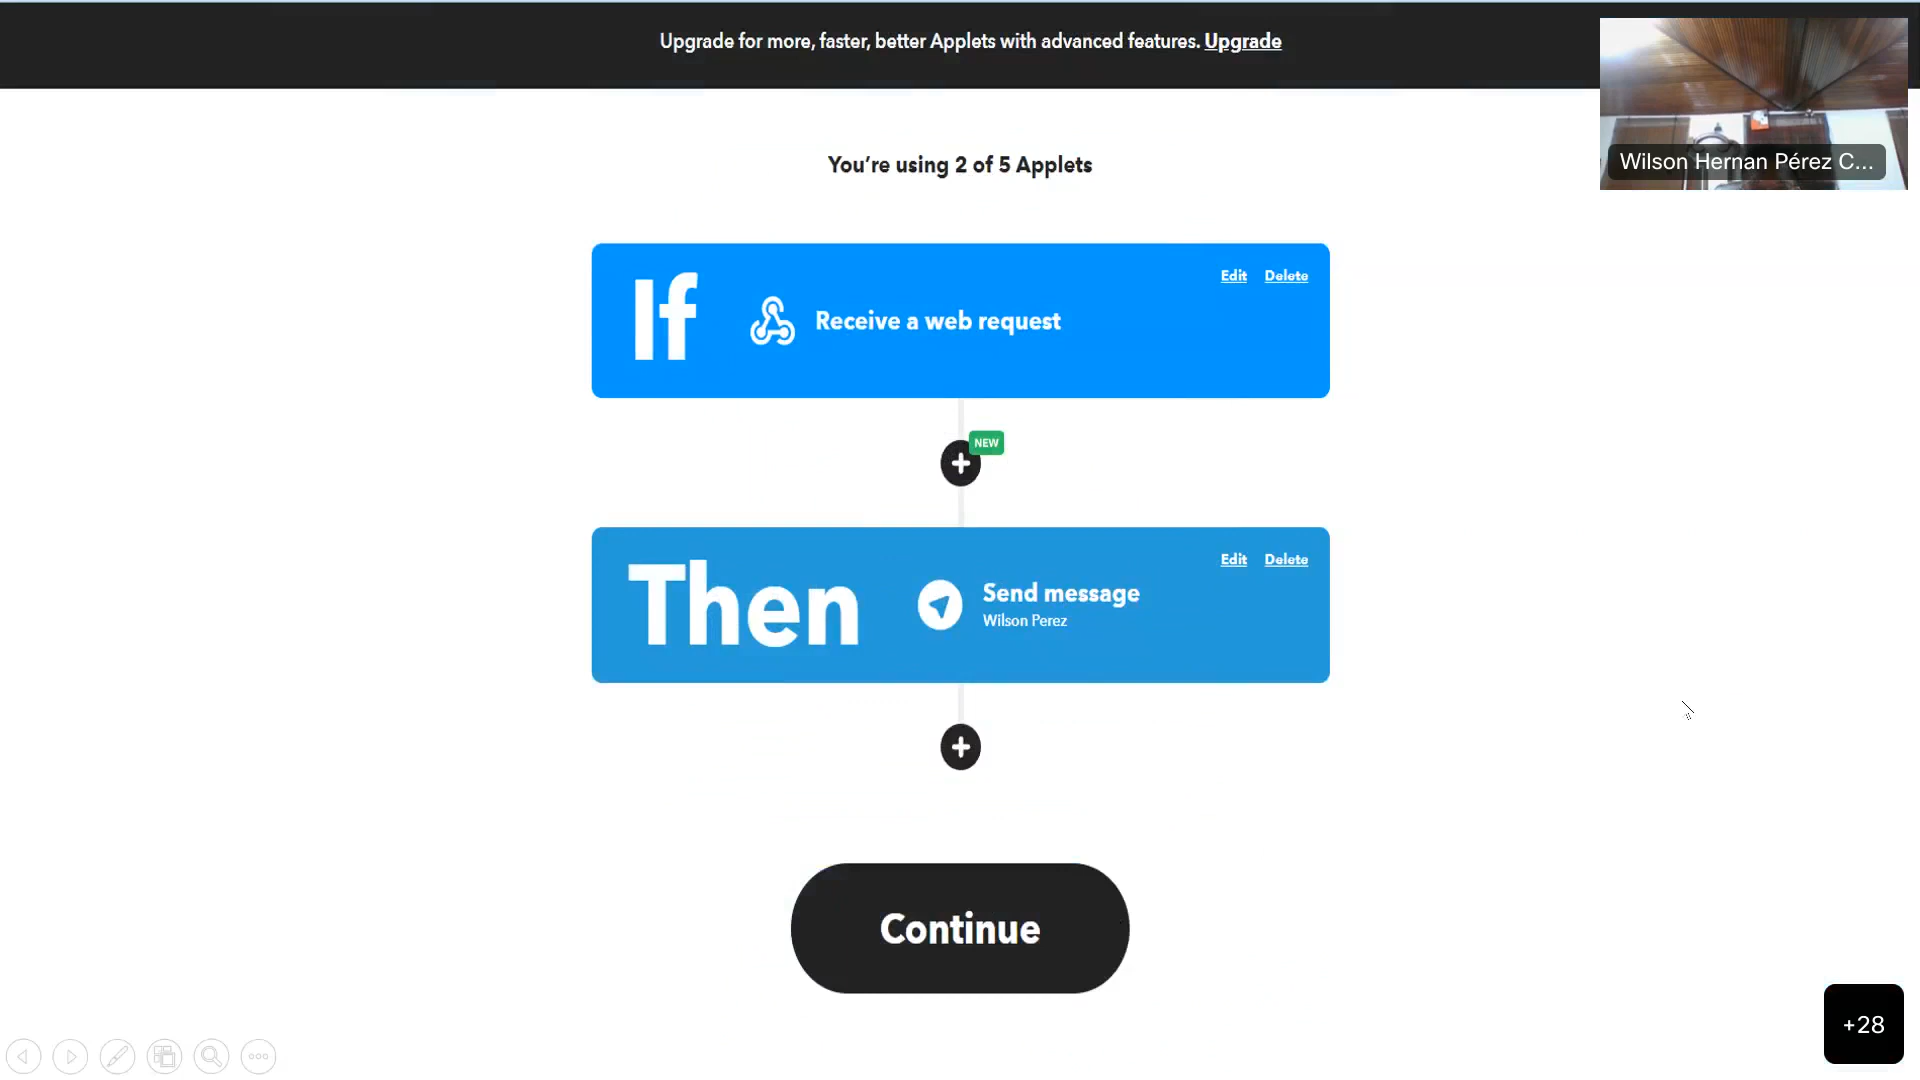 Upgrade for more, faster, better Applets with advanced features. Upgrade
Wilson Hernan Pérez C...
You're using 2 of 5 Applets
Edit Delete
If Receive a web request
NEW
Edit Delete
Then Send message
Wilson Perez
Continue
+28